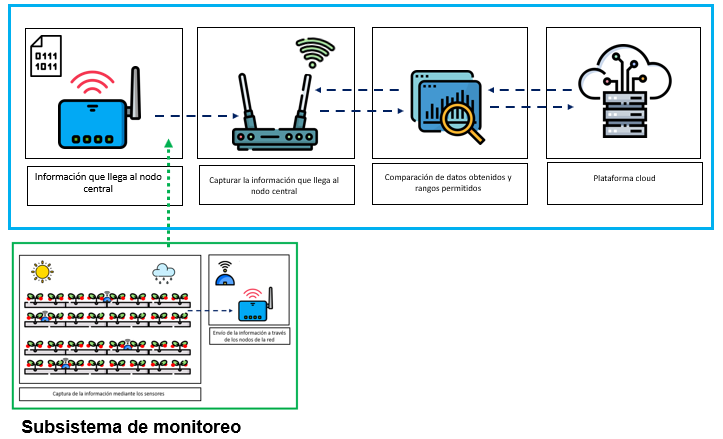 0111
1011
Información que llega al nodo
central
Capturar la información que llega al
nodo central
Comparación de datos obtenidos y
rangos permitidos
Plataforma cloud
Envío de la información a través
de los nodos de la red
Captura de la información mediante los sensores
Subsistema de monitoreo